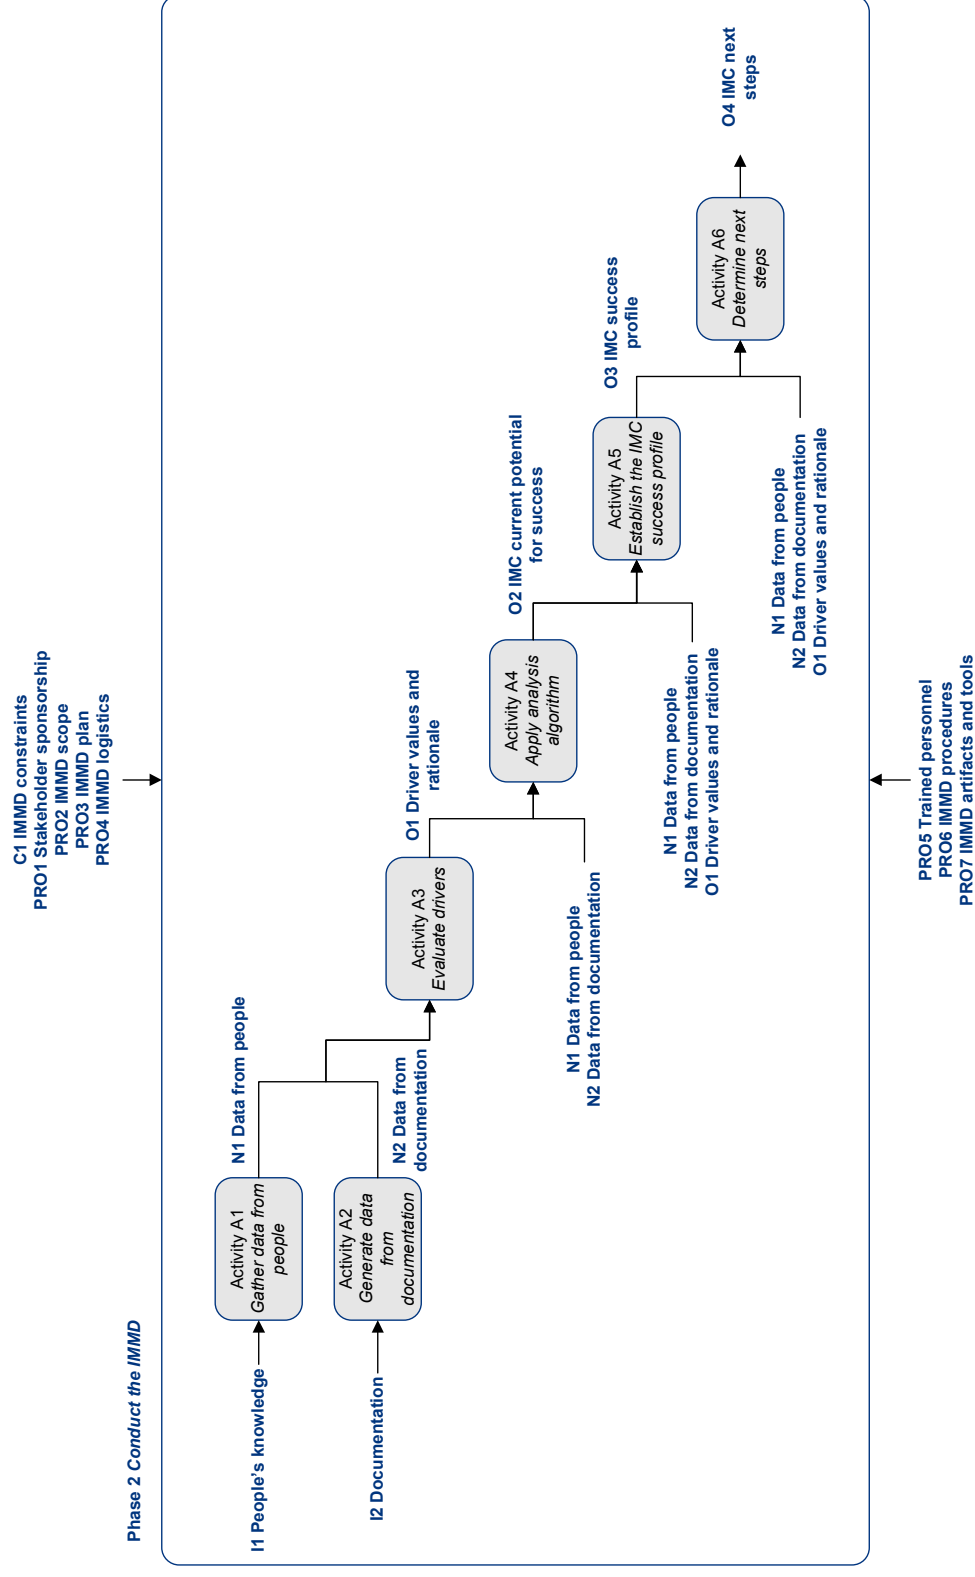 Phase 2 Conduct the IMMD
C1 IMMD constraints
PRO1 Stakeholder sponsorship
PRO2 IMMD scope
PRO3 IMMD plan
PRO4 IMMD logistics
I1 People's knowledge
Activity A1
Gather data from
people
N1 Data from people
I2 Documentation
Activity A2
Generate data
from
documentation
N2 Data from
documentation
Activity A3
Evaluate drivers
O1 Driver values and
rationale
N1 Data from people
N2 Data from documentation
Activity A4
Apply analysis
algorithm
O2 IMC current potential
for success
N1 Data from people
N2 Data from documentation
O1 Driver values and rationale
Activity A5
Establish the IMC
success profile
O3 IMC success
profile
N1 Data from people
N2 Data from documentation
O1 Driver values and rationale
Activity A6
Determine next
steps
O4 IMC next
steps
PRO5 Trained personnel
PRO6 IMMD procedures
PRO7 IMMD artifacts and tools